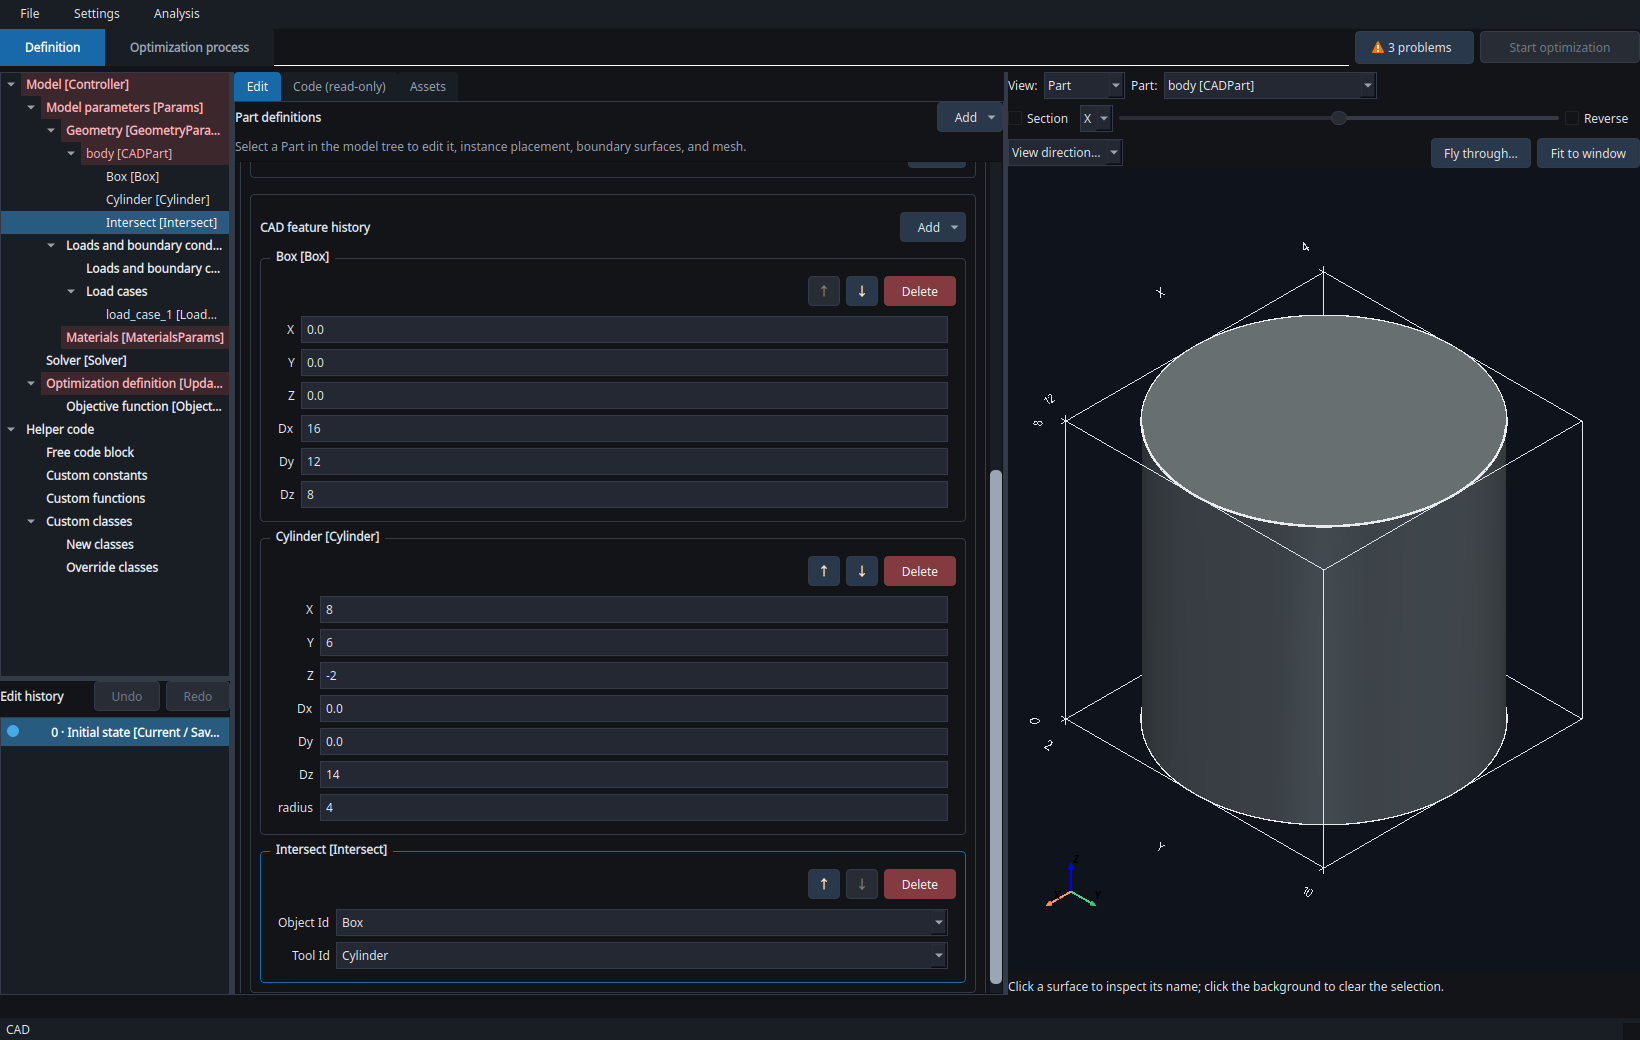 File Settings Analysis
Definition Optimization process 3 problems Start optimization
Model [Controller]
Model parameters [Params]
Geometry [GeometryPara...
body [CADPart]
Box [Box]
Cylinder [Cylinder]
Intersect [Intersect]
Loads and boundary cond...
Loads and boundary c...
Load cases
load_case_1 [Load...
Materials [MaterialsParams]
Solver [Solver]
Optimization definition [Upda...
Objective function [Object...
Helper code
Free code block
Custom constants
Custom functions
Custom classes
New classes
Override classes
Edit history Undo Redo
0 · Initial state [Current / Sav...
Edit Code (read-only) Assets
Part definitions Add
Select a Part in the model tree to edit it, instance placement, boundary surfaces, and mesh.
CAD feature history Add
Box [Box]
↑ ↓ Delete
X 0.0
Y 0.0
Z 0.0
Dx 16
Dy 12
Dz 8
Cylinder [Cylinder]
↑ ↓ Delete
X 8
Y 6
Z -2
Dx 0.0
Dy 0.0
Dz 14
radius 4
Intersect [Intersect]
↑ ↓ Delete
Object Id Box
Tool Id Cylinder
View: Part Part: body [CADPart]
Section X Reverse
View direction... Fly through... Fit to window
4
X
12
8
0
2
Y
10
Z
Y
Click a surface to inspect its name; click the background to clear the selection.
CAD